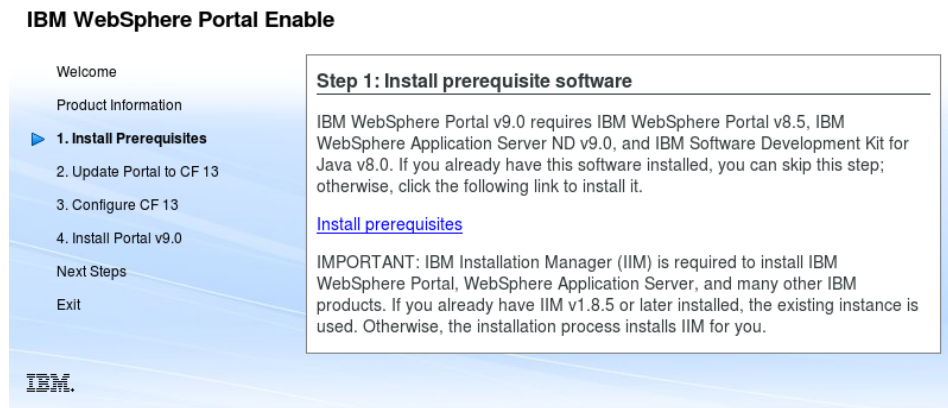 IBM WebSphere Portal Enable
Welcome
Product Information
1. Install Prerequisites
2. Update Portal to CF 13
3. Configure CF 13
4. Install Portal v9.0
Next Steps
Exit
Step 1: Install prerequisite software
IBM WebSphere Portal v9.0 requires IBM WebSphere Portal v8.5, IBM
WebSphere Application Server ND v9.0, and IBM Software Development Kit for
Java v8.0. If you already have this software installed, you can skip this step;
otherwise, click the following link to install it.
Install prerequisites
IMPORTANT: IBM Installation Manager (IIM) is required to install IBM
WebSphere Portal, WebSphere Application Server, and many other IBM
products. If you already have IIM v1.8.5 or later installed, the existing instance is
used. Otherwise, the installation process installs IIM for you.
IBM.